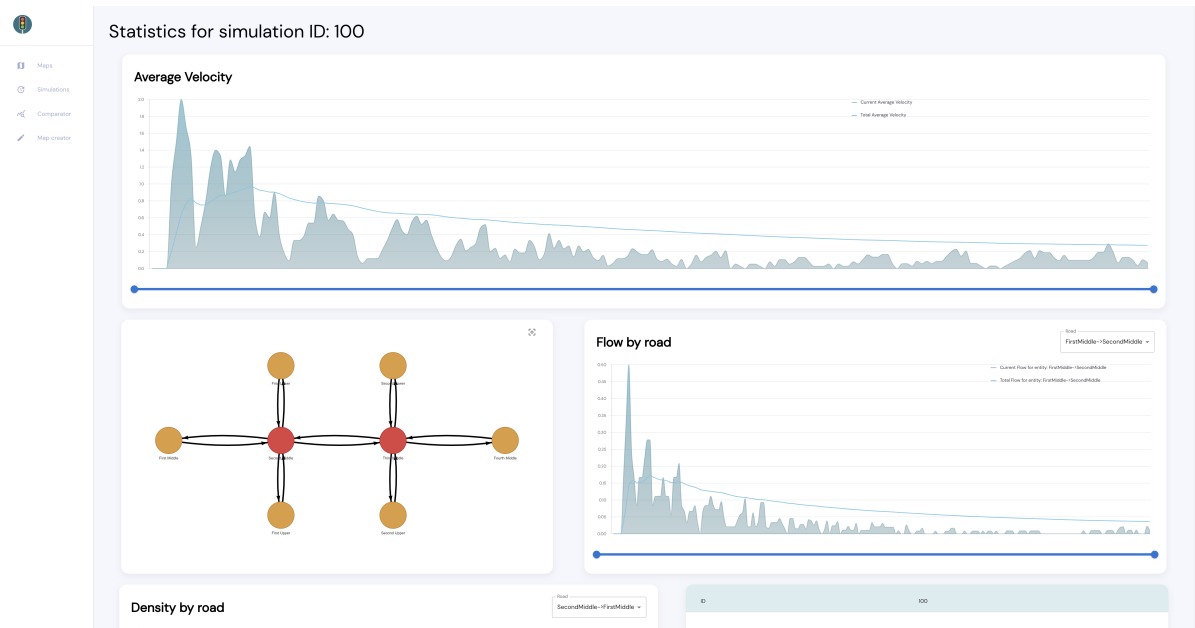 Statistics for simulation ID: 100
Maps
Simulations
Comparator
Map creator
Average Velocity
2.0
1.8
1.6
1.4
1.2
1.0
0.8
0.6
0.4
0.2
0.0
Current Average Velocity
Total Average Velocity
First Middle
Fourth Middle
First Upper
Second Upper
Flow by road
Road
FirstMiddle->SecondMiddle
0.50
0.45
0.40
0.35
0.30
0.25
0.20
0.15
0.10
0.05
0.00
Current Flow for entity: FirstMiddle->SecondMiddle
Total Flow for entity: FirstMiddle->SecondMiddle
Density by road
Road
SecondMiddle->FirstMiddle
ID
100